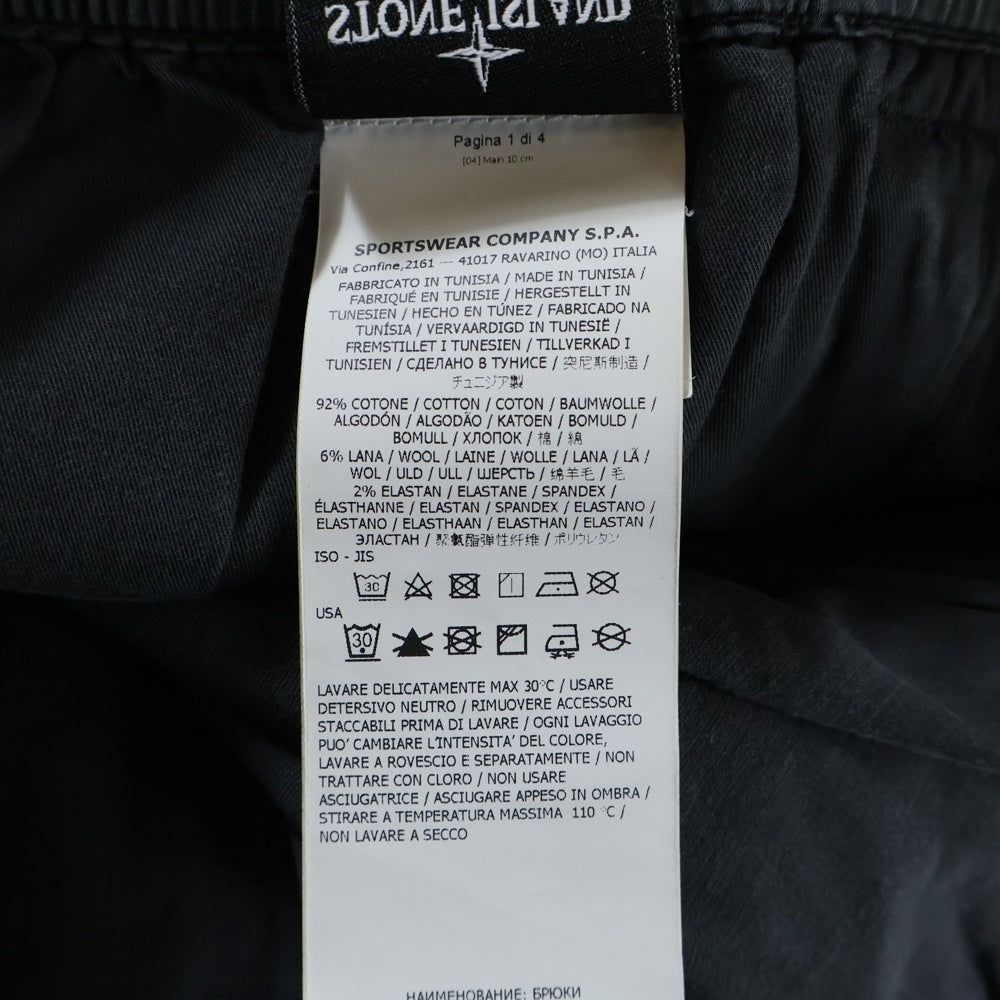 STONE ISLAND
Pagina 1 di 4
[04] Main 10 cm
SPORTSWEAR COMPANY S.P.A.
Via Confine,2161 --- 41017 RAVARINO (MO) ITALIA
FABBRICATO IN TUNISIA / MADE IN TUNISIA /
FABRIQUÉ EN TUNISIE / HERGESTELLT IN
TUNESIEN / HECHO EN TÚNEZ / FABRICADO NA
TUNÍSIA / VERVAARDIGD IN TUNESIË /
FREMSTILLET I TUNESIEN / TILLVERKAD I
TUNISIEN / СДЕЛАНО В ТУНИСЕ / 突尼斯制造 /
チュニジア製
92% COTONE / COTTON / COTON / BAUMWOLLE /
ALGODÓN / ALGODÃO / KATOEN / BOMULD /
BOMULL / ХЛОПОК / 棉 / 綿
6% LANA / WOOL / LAINE / WOLLE / LANA / LÃ /
WOL / ULD / ULL / ШЕРСТЬ / 绵羊毛 / 毛
2% ELASTAN / ELASTANE / SPANDEX /
ÉLASTHANNE / ELASTAN / SPANDEX / ELASTANO /
ELASTANO / ELASTHAAN / ELASTHAN / ELASTAN /
ЭЛАСТАН / 聚氨酯弹性纤维 / ポリウレタン
ISO - JIS
30
USA
30
LAVARE DELICATAMENTE MAX 30°C / USARE
DETERSIVO NEUTRO / RIMUOVERE ACCESSORI
STACCABILI PRIMA DI LAVARE / OGNI LAVAGGIO
PUO' CAMBIARE L'INTENSITA' DEL COLORE,
LAVARE A ROVESCIO E SEPARATAMENTE / NON
TRATTARE CON CLORO / NON USARE
ASCIUGATRICE / ASCIUGARE APPESO IN OMBRA /
STIRARE A TEMPERATURA MASSIMA 110 °C /
NON LAVARE A SECCO
НАИМЕНОВАНИЕ: БРЮКИ